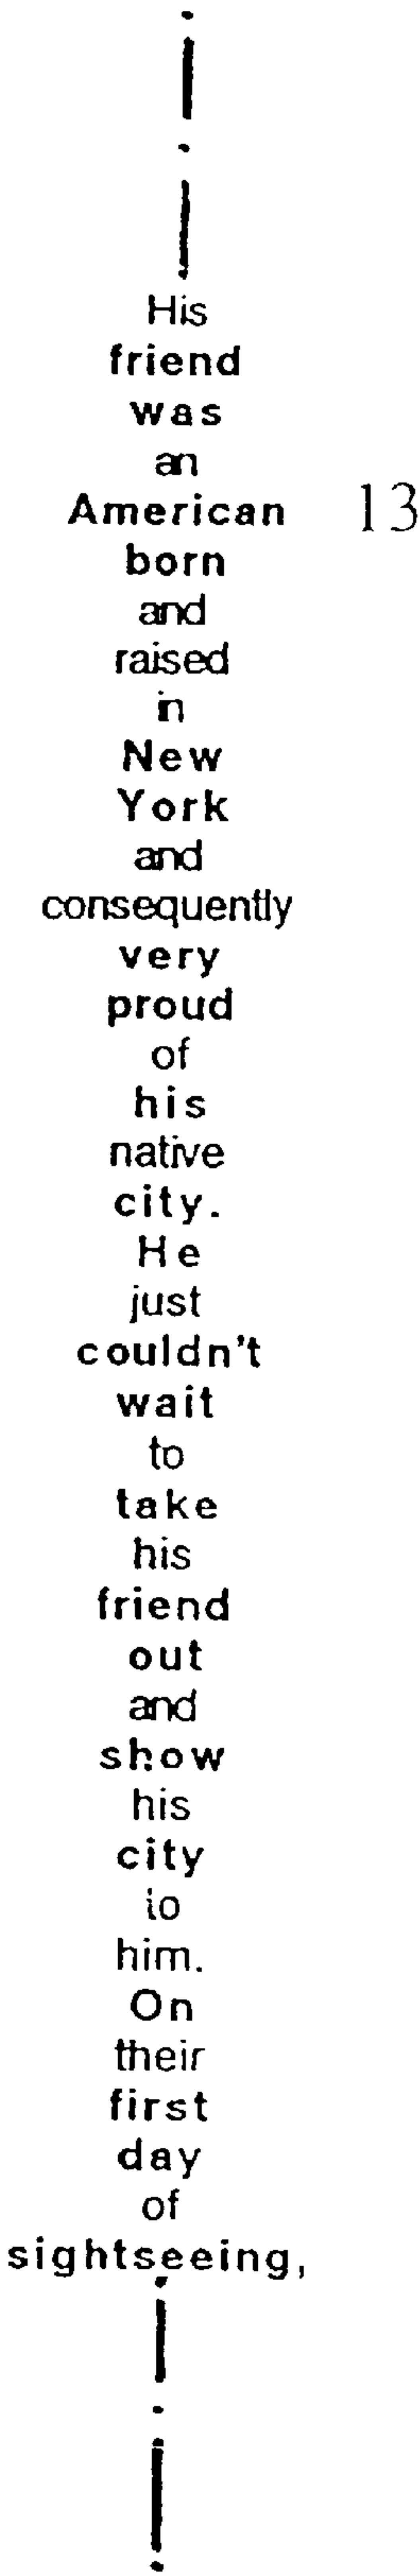 His
friend
was
an
American 13
born
and
raised
in
New
York
and
consequently
very
proud
of
his
native
city.
He
just
couldn't
wait
to
take
his
friend
out
and
show
his
city
to
him.
On
their
first
day
of
sightseeing,